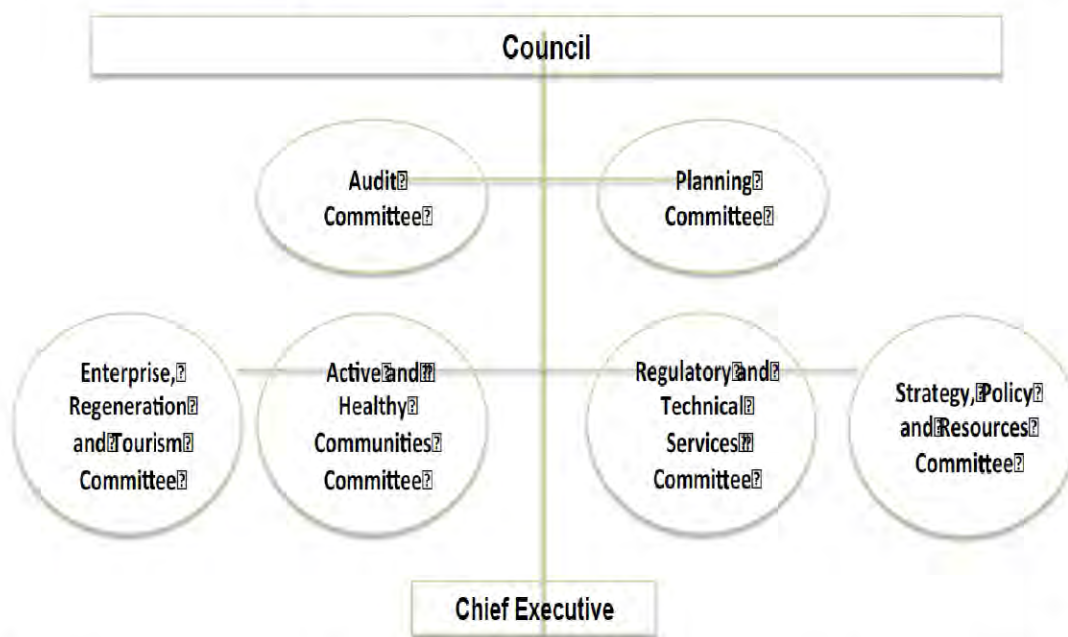 Council
Audit
Committee
Planning
Committee
Enterprise,
Regeneration
and Tourism
Committee
Active and
Healthy
Communities
Committee
Regulatory and
Technical
Services
Committee
Strategy, Policy
and Resources
Committee
Chief Executive